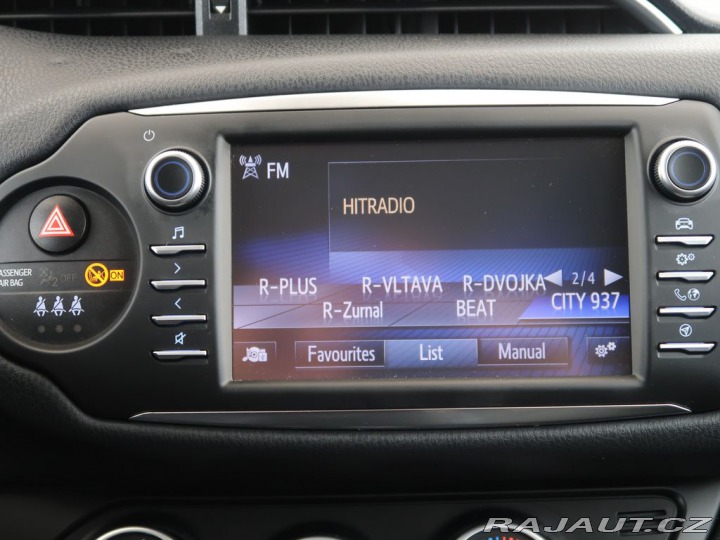 FM
HITRADIO
R-PLUS R-VLTAVA R-DVOJKA 2/4
R-Zurnal BEAT CITY 937
Favourites List Manual
PASSENGER
AIR BAG OFF ON
RAJAUT.CZ